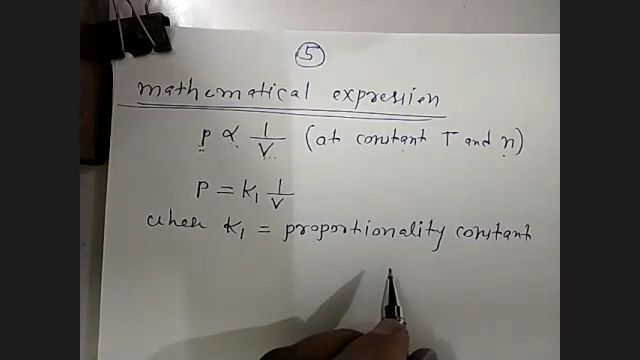 5
mathematical expression
p ∝ 1/V (at constant T and n)
P = K₁ 1/V
when K₁ = proportionality constant